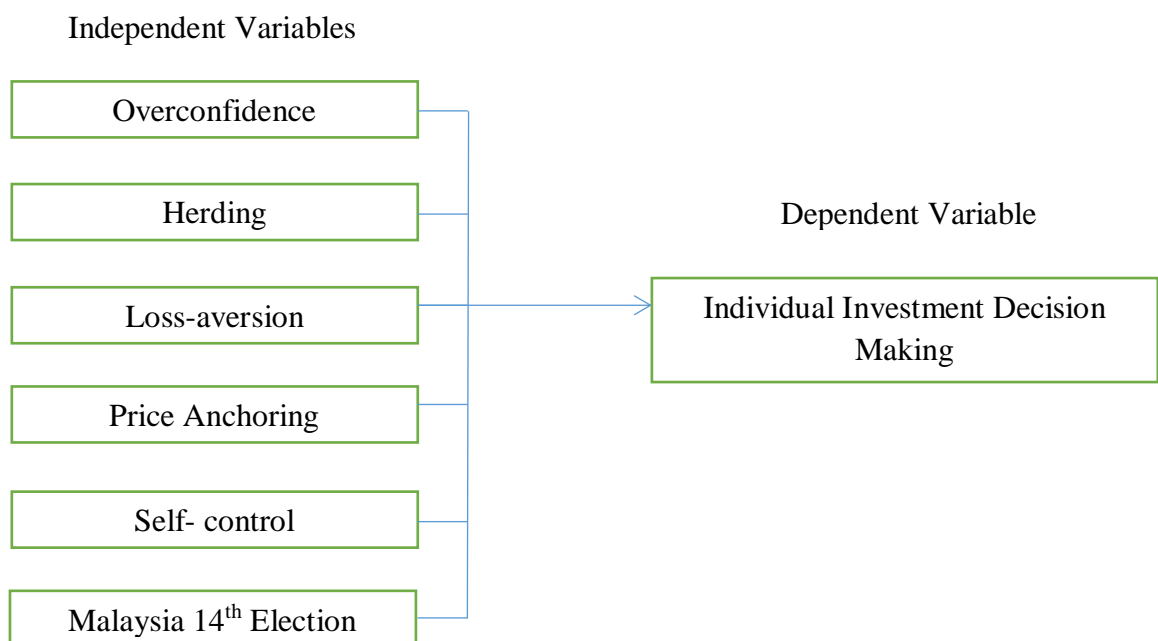 Independent Variables
Overconfidence
Herding
Loss-aversion
Price Anchoring
Self- control
Malaysia 14th Election
Dependent Variable
Individual Investment Decision
Making